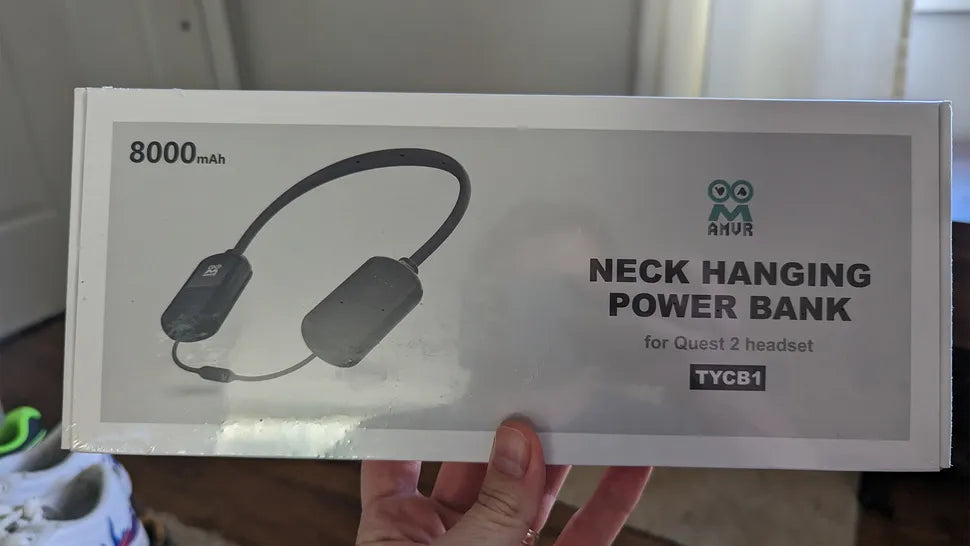 8000mAh
AMVR
NECK HANGING
POWER BANK
for Quest 2 headset
TYCB1